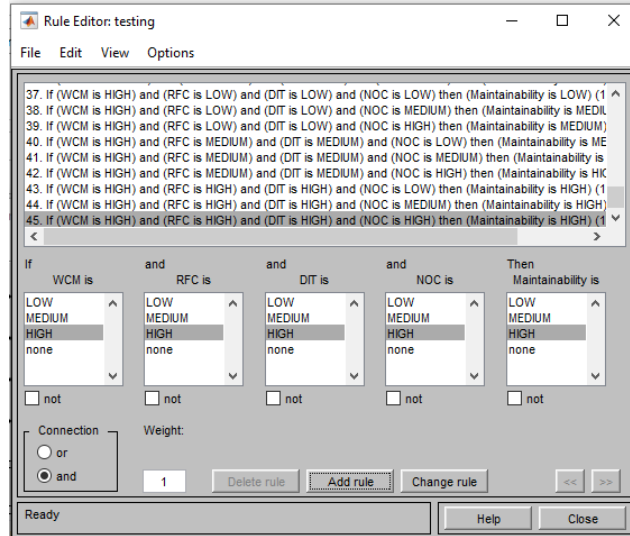 Rule Editor: testing
File Edit View Options
37. If (WCM is HIGH) and (RFC is LOW) and (DIT is LOW) and (NOC is LOW) then (Maintainability is LOW) (1
38. If (WCM is HIGH) and (RFC is LOW) and (DIT is LOW) and (NOC is MEDIUM) then (Maintainability is
39. If (WCM is HIGH) and (RFC is LOW) and (DIT is LOW) and (NOC is HIGH) then (Maintainability is MEDIUM)
40. If (WCM is HIGH) and (RFC is MEDIUM) and (DIT is MEDIUM) and (NOC is LOW) then (Maintainability is ME
41. If (WCM is HIGH) and (RFC is MEDIUM) and (DIT is MEDIUM) and (NOC is MEDIUM) then (Maintainability is
42. If (WCM is HIGH) and (RFC is MEDIUM) and (DIT is MEDIUM) and (NOC is HIGH) then (Maintainability is
43. If (WCM is HIGH) and (RFC is HIGH) and (DIT is HIGH) and (NOC is LOW) then (Maintainability is HIGH) (1
44. If (WCM is HIGH) and (RFC is HIGH) and (DIT is HIGH) and (NOC is MEDIUM) then (Maintainability is HIGH)
45. If (WCM is HIGH) and (RFC is HIGH) and (DIT is HIGH) and (NOC is HIGH) then (Maintainability is HIGH) (1
If and and and Then
WCM is RFC is DIT is NOC is Maintainability is
LOW LOW LOW LOW LOW
MEDIUM MEDIUM MEDIUM MEDIUM MEDIUM
HIGH HIGH HIGH HIGH HIGH
none none none none none
not not not not not
Connection Weight:
or
and 1 Delete rule Add rule Change rule << >>
Ready Help Close